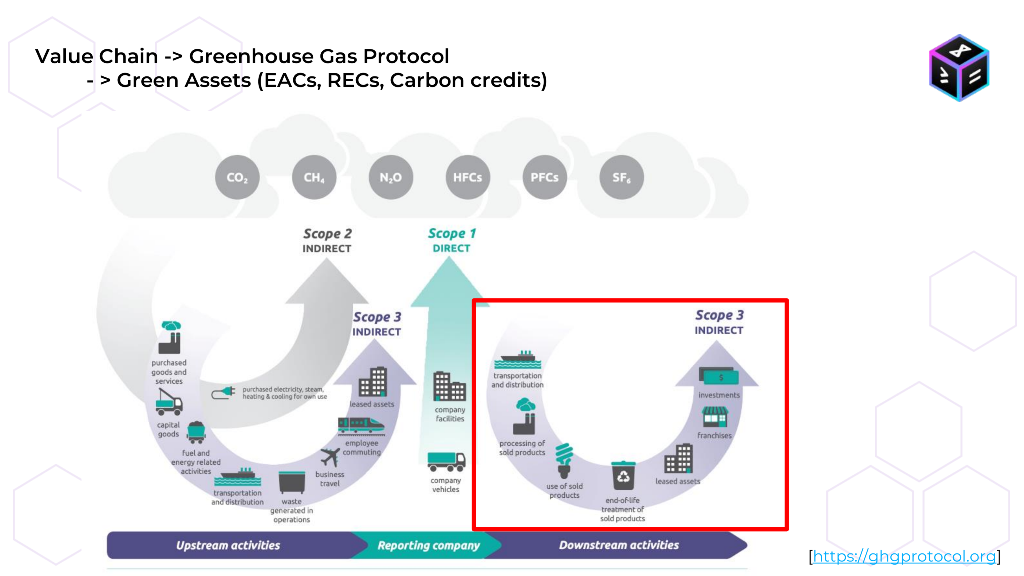 Value Chain -> Greenhouse Gas Protocol
- > Green Assets (EACs, RECs, Carbon credits)
CO₂
CH₄
N₂O
HFCs
PFCs
SF₆
Scope 2
INDIRECT
Scope 1
DIRECT
Scope 3
INDIRECT
Scope 3
INDIRECT
purchased
goods and
services
capital
goods
fuel and
energy related
activities
transportation
and distribution
waste
generated in
operations
business
travel
employee
commuting
leased assets
purchased electricity, steam,
heating & cooling for own use
company
facilities
company
vehicles
transportation
and distribution
processing of
sold products
use of sold
products
end-of-life
treatment of
sold products
leased assets
franchises
investments
$
Upstream activities
Reporting company
Downstream activities
[https://ghgprotocol.org]